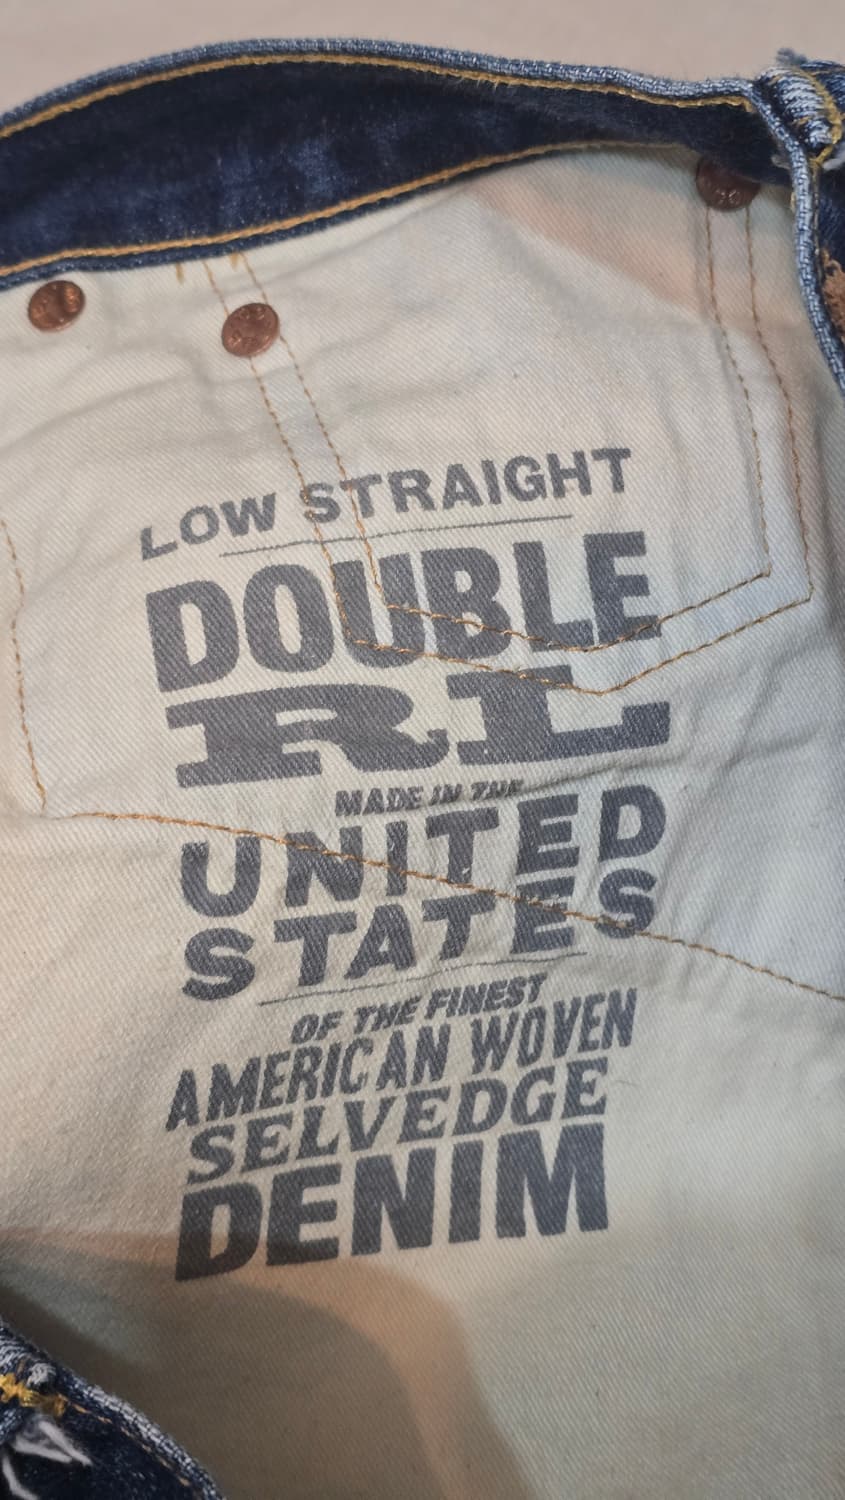 LOW STRAIGHT
DOUBLE
RL
MADE IN THE
UNITED
STATES
OF THE FINEST
AMERICAN WOVEN
SELVEDGE
DENIM